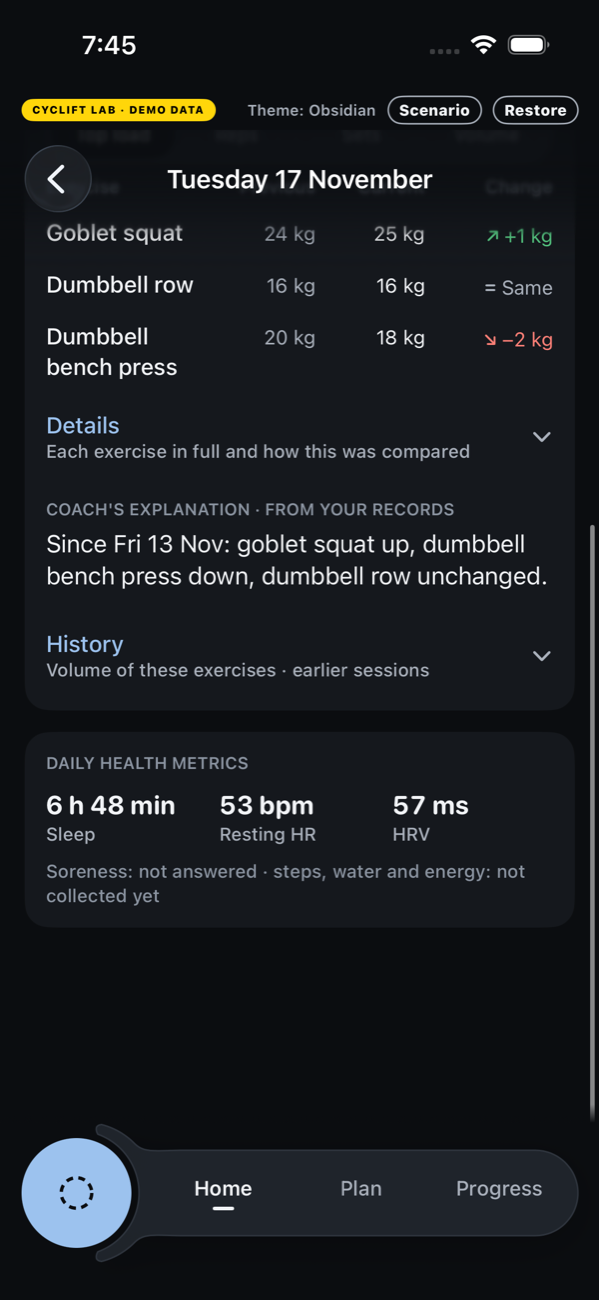 7:45
CYCLIFT LAB · DEMO DATA
Theme: Obsidian
Scenario
Restore
Tuesday 17 November
Change
Goblet squat 24 kg 25 kg ↗ +1 kg
Dumbbell row 16 kg 16 kg = Same
Dumbbell 20 kg 18 kg ↘ −2 kg
bench press
Details
Each exercise in full and how this was compared
COACH'S EXPLANATION · FROM YOUR RECORDS
Since Fri 13 Nov: goblet squat up, dumbbell
bench press down, dumbbell row unchanged.
History
Volume of these exercises · earlier sessions
DAILY HEALTH METRICS
6 h 48 min 53 bpm 57 ms
Sleep Resting HR HRV
Soreness: not answered · steps, water and energy: not
collected yet
Home Plan Progress